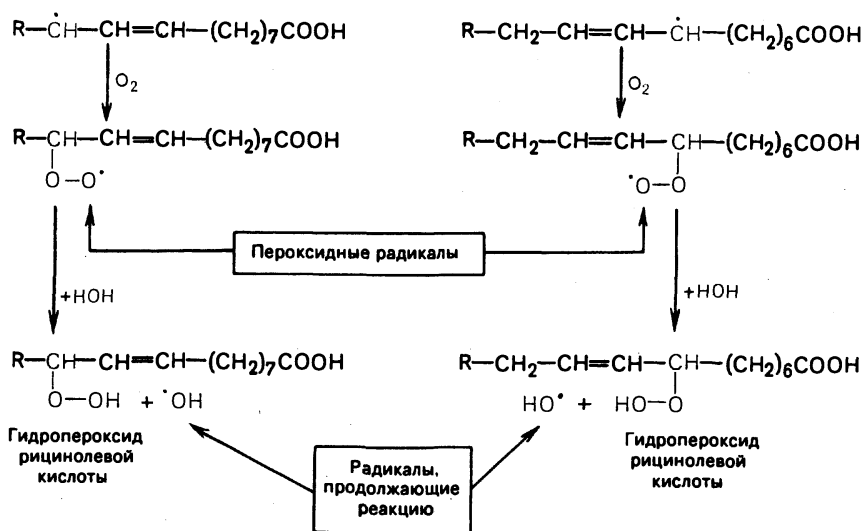 R—ĊH—CH=CH—(CH₂)₇COOH
R—CH₂—CH=CH—ĊH—(CH₂)₆COOH
O₂
O₂
R—CH—CH=CH—(CH₂)₇COOH
R—CH₂—CH=CH—CH—(CH₂)₆COOH
O—O•
•O—O
Пероксидные радикалы
+HOH
+HOH
R—CH—CH=CH—(CH₂)₇COOH
R—CH₂—CH=CH—CH—(CH₂)₆COOH
O—OH + •OH
HO• + HO—O
Гидропероксид
рицинолевой
кислоты
Радикалы,
продолжающие
реакцию
Гидропероксид
рицинолевой
кислоты